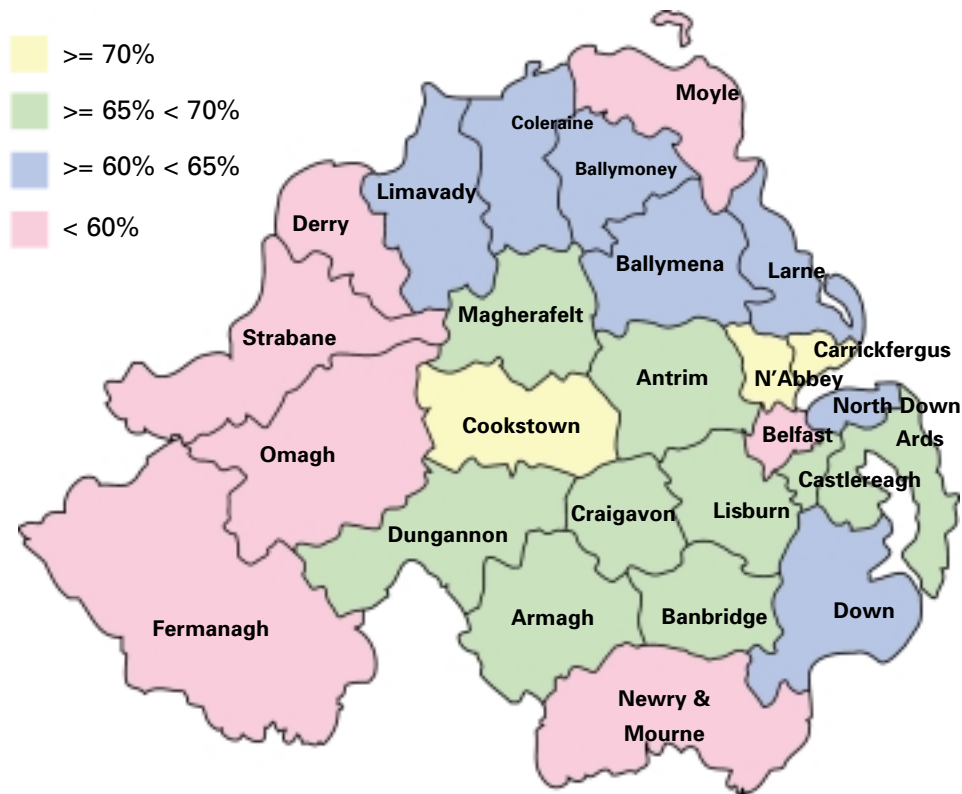 >= 70%
>= 65% < 70%
>= 60% < 65%
< 60%
Moyle
Coleraine
Ballymoney
Limavady
Derry
Ballymena
Larne
Magherafelt
Strabane
Carrickfergus
N'Abbey
Antrim
North Down
Cookstown
Belfast
Ards
Omagh
Castlereagh
Craigavon
Lisburn
Dungannon
Armagh
Banbridge
Down
Fermanagh
Newry &
Mourne